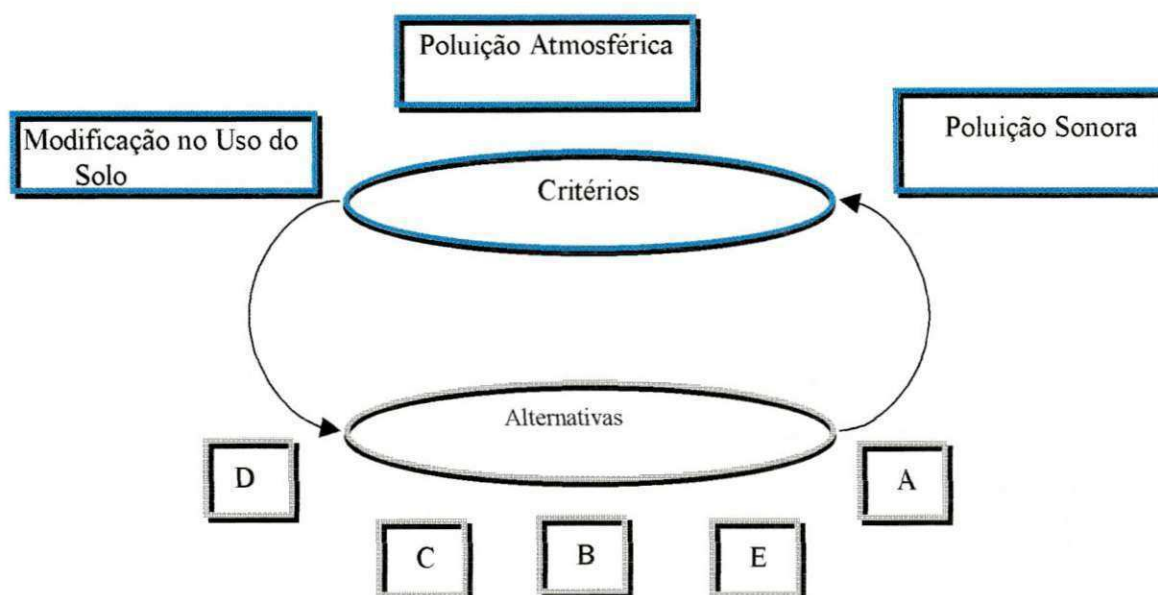 Poluição Atmosférica
Modificação no Uso do
Solo
Poluição Sonora
Critérios
Alternativas
D
C
B
E
A